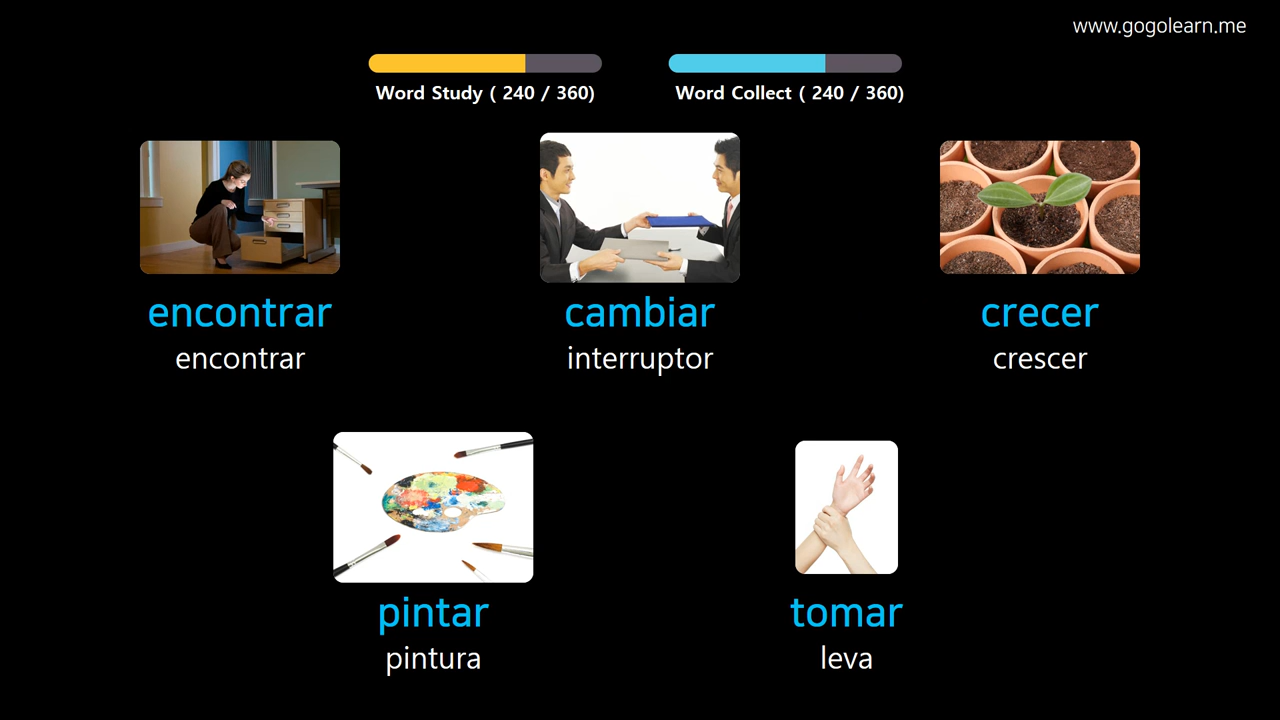 www.gogolearn.me
Word Study ( 240 / 360)
Word Collect ( 240 / 360)
encontrar
encontrar
cambiar
interruptor
crecer
crescer
pintar
pintura
tomar
leva